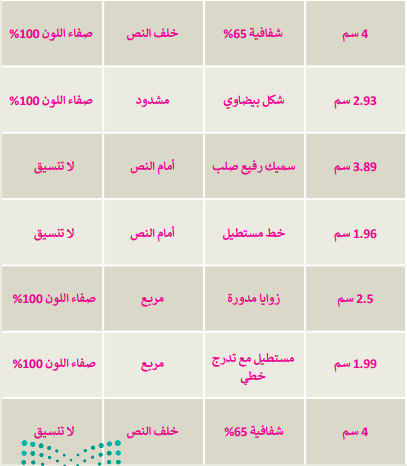 4 سم
شفافية 65%
خلف النص
صفاء اللون 100%
2.93 سم
شكل بيضاوي
مشدود
صفاء اللون 100%
3.89 سم
سميك رفيع صلب
أمام النص
لا تنسيق
1.96 سم
خط مستطيل
أمام النص
لا تنسيق
2.5 سم
زوايا مدورة
مربع
صفاء اللون 100%
1.99 سم
مستطيل مع تدرج
خطي
مربع
صفاء اللون 100%
4 سم
شفافية 65%
خلف النص
لا تنسيق